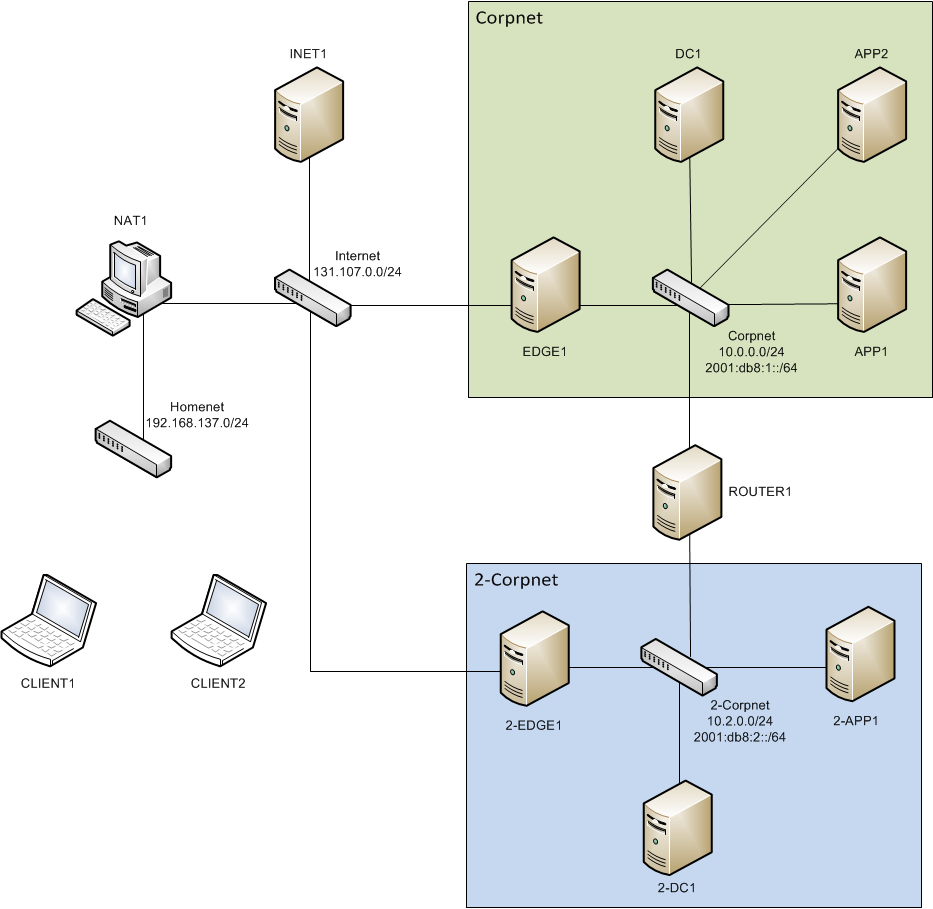 Corpnet
INET1
DC1
APP2
NAT1
Internet
131.107.0.0/24
EDGE1
Corpnet
10.0.0.0/24
2001:db8:1::/64
APP1
Homenet
192.168.137.0/24
ROUTER1
2-Corpnet
CLIENT1
CLIENT2
2-EDGE1
2-Corpnet
10.2.0.0/24
2001:db8:2::/64
2-APP1
2-DC1